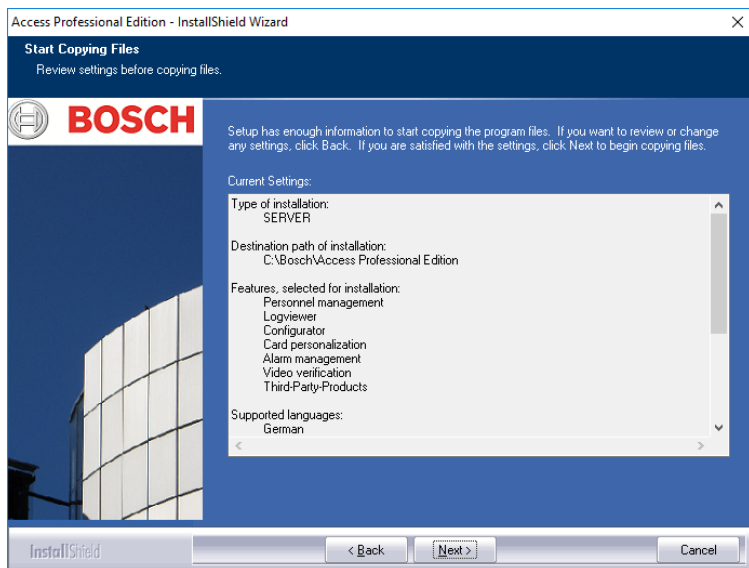 Access Professional Edition - InstallShield Wizard
Start Copying Files
Review settings before copying files.
BOSCH
Setup has enough information to start copying the program files. If you want to review or change
any settings, click Back. If you are satisfied with the settings, click Next to begin copying files.
Current Settings:
Type of installation:
SERVER
Destination path of installation:
C:\Bosch\Access Professional Edition
Features, selected for installation:
Personnel management
Logviewer
Configurator
Card personalization
Alarm management
Video verification
Third-Party-Products
Supported languages:
German
InstallShield
< Back
Next >
Cancel